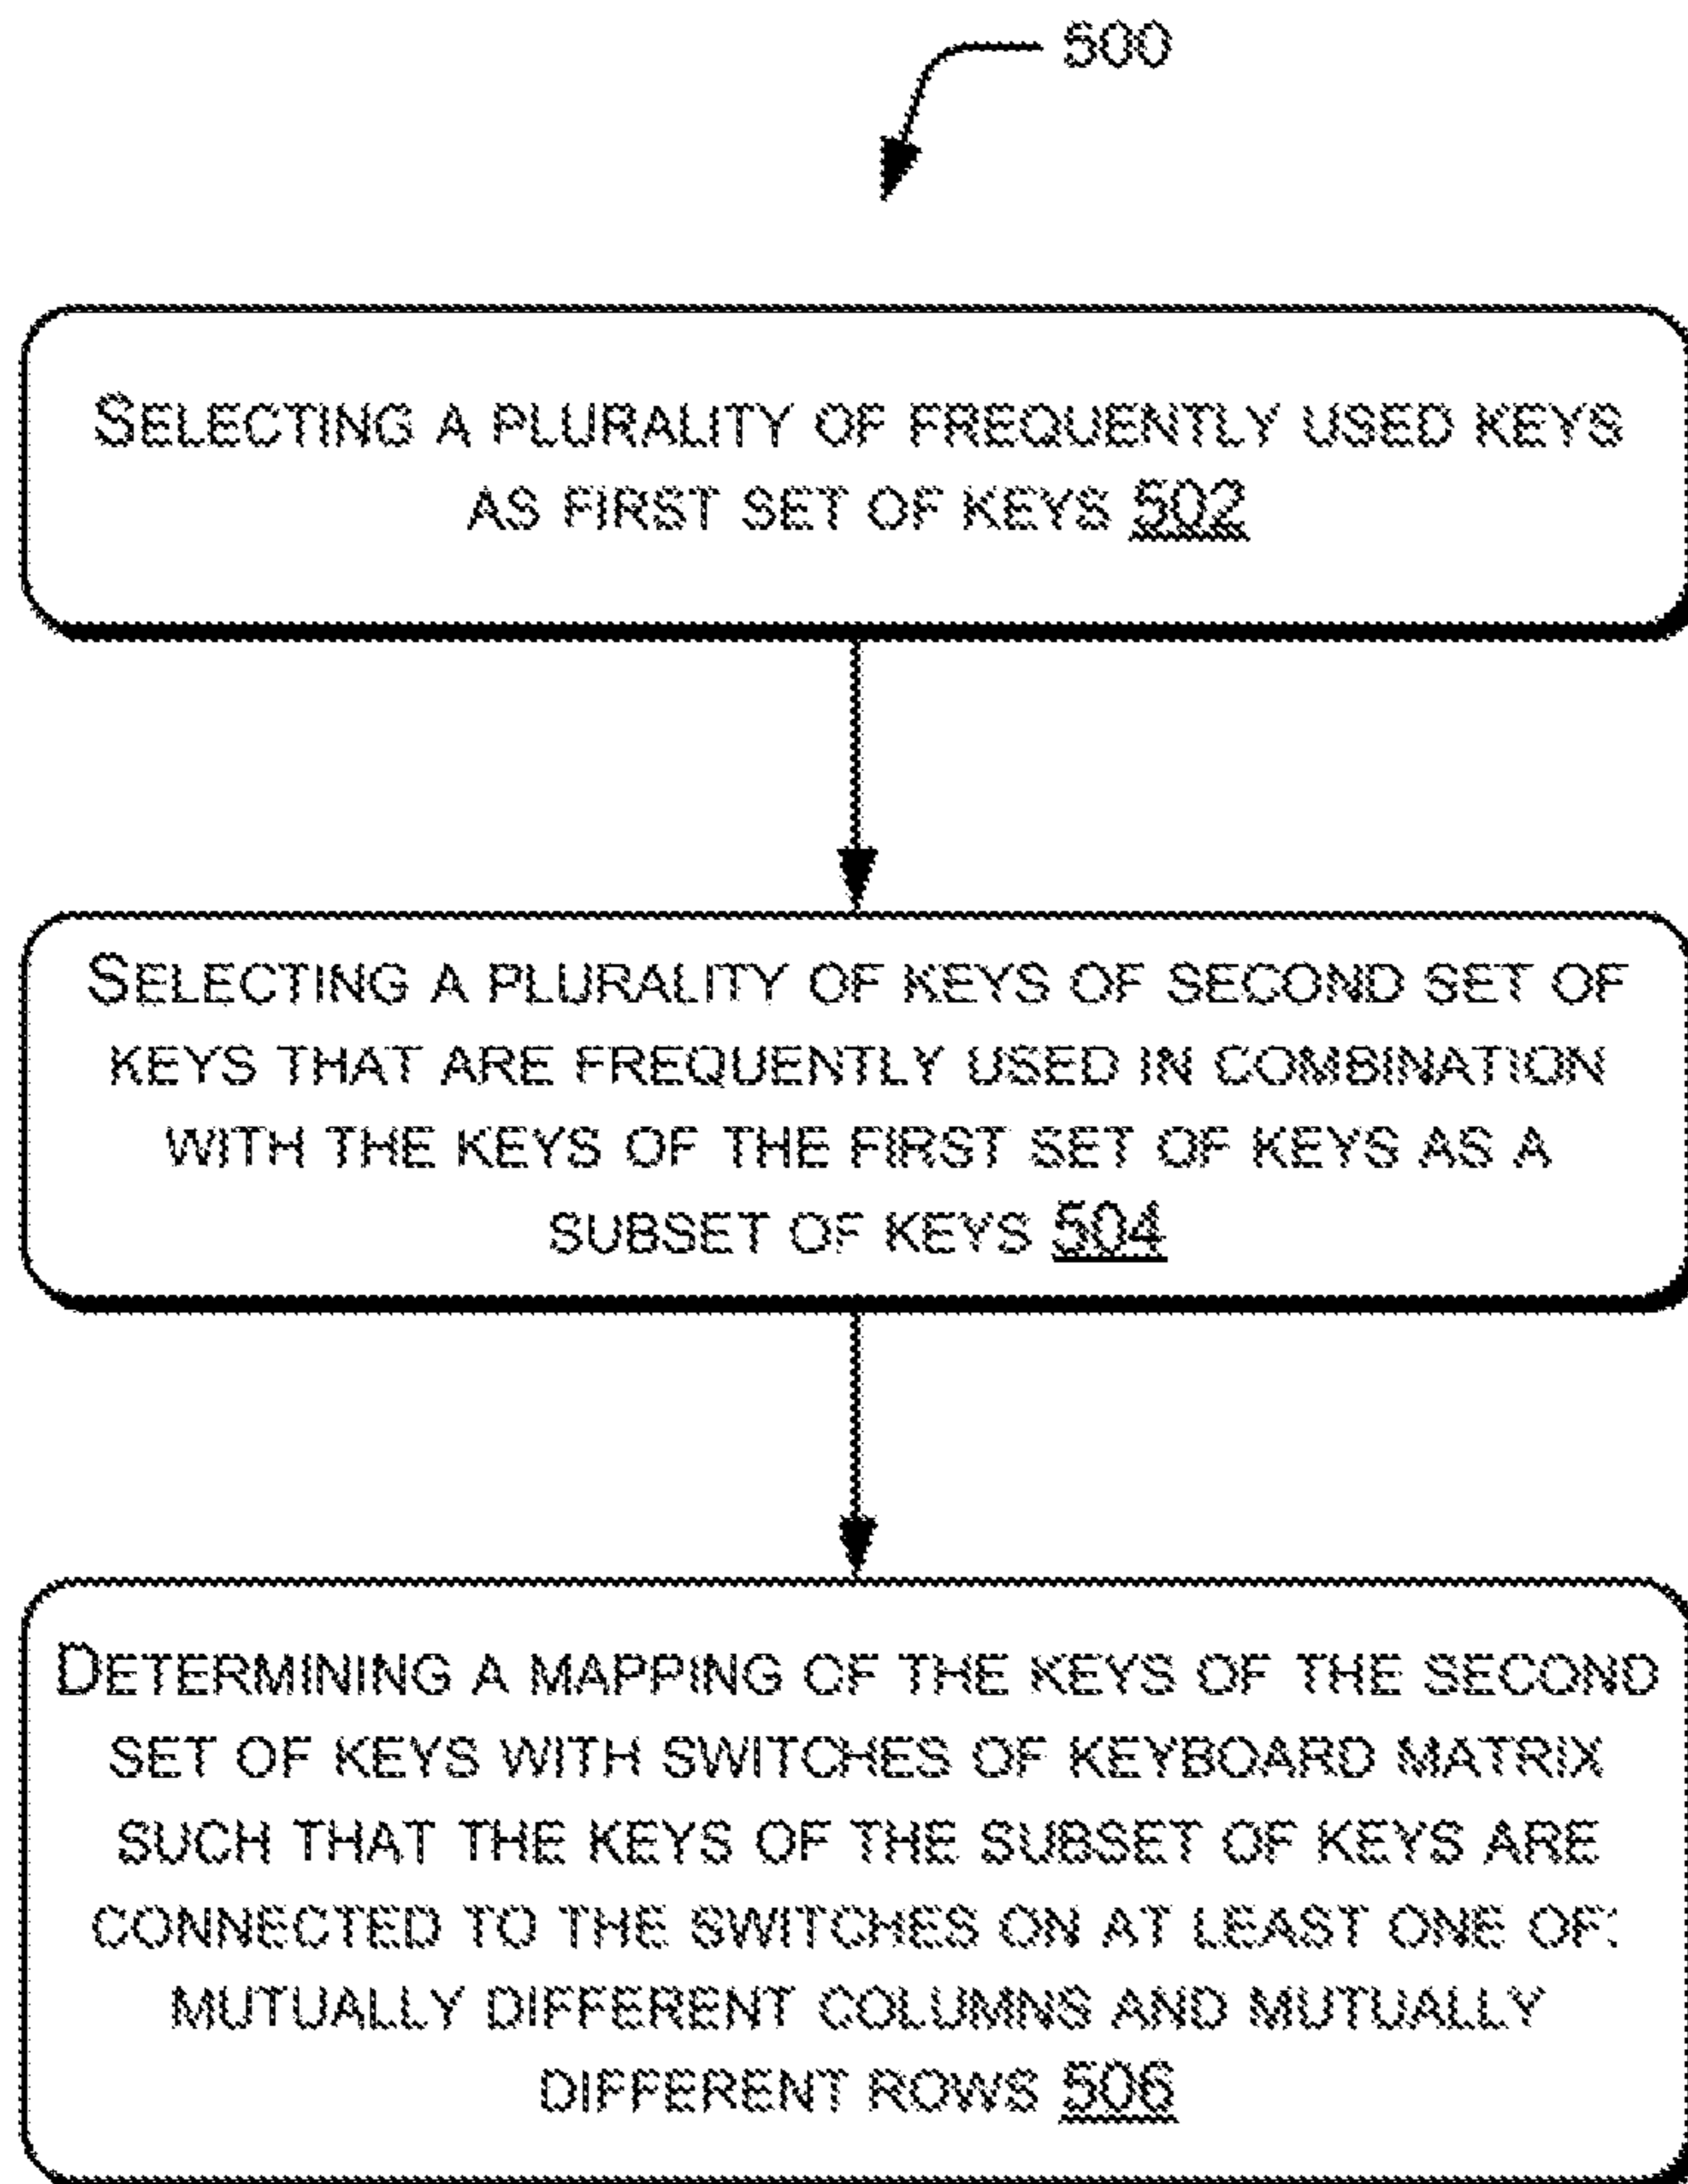 500
SELECTING A PLURALITY OF FREQUENTLY USED KEYS
AS FIRST SET OF KEYS 502
SELECTING A PLURALITY OF KEYS OF SECOND SET OF
KEYS THAT ARE FREQUENTLY USED IN COMBINATION
WITH THE KEYS OF THE FIRST SET OF KEYS AS A
SUBSET OF KEYS 504
DETERMINING A MAPPING OF THE KEYS OF THE SECOND
SET OF KEYS WITH SWITCHES OF KEYBOARD MATRIX
SUCH THAT THE KEYS OF THE SUBSET OF KEYS ARE
CONNECTED TO THE SWITCHES ON AT LEAST ONE OF:
MUTUALLY DIFFERENT COLUMNS AND MUTUALLY
DIFFERENT ROWS 506